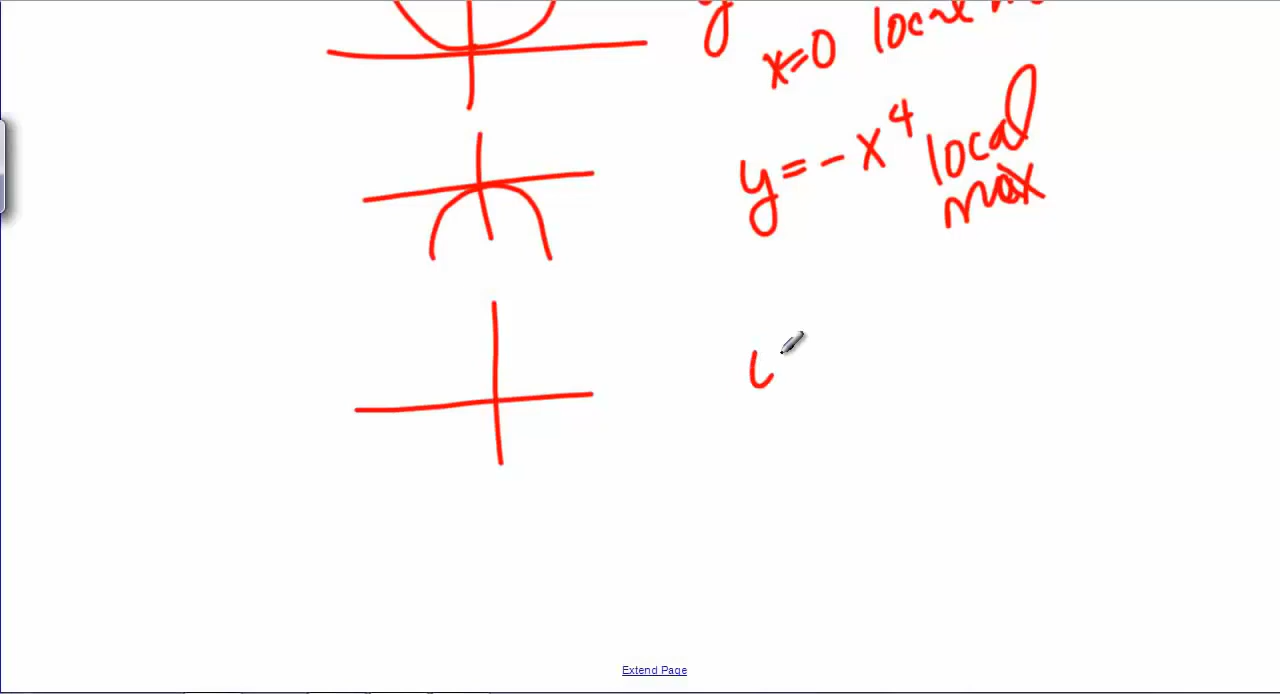 x=0 local
y=-x⁴ local
max
Extend Page